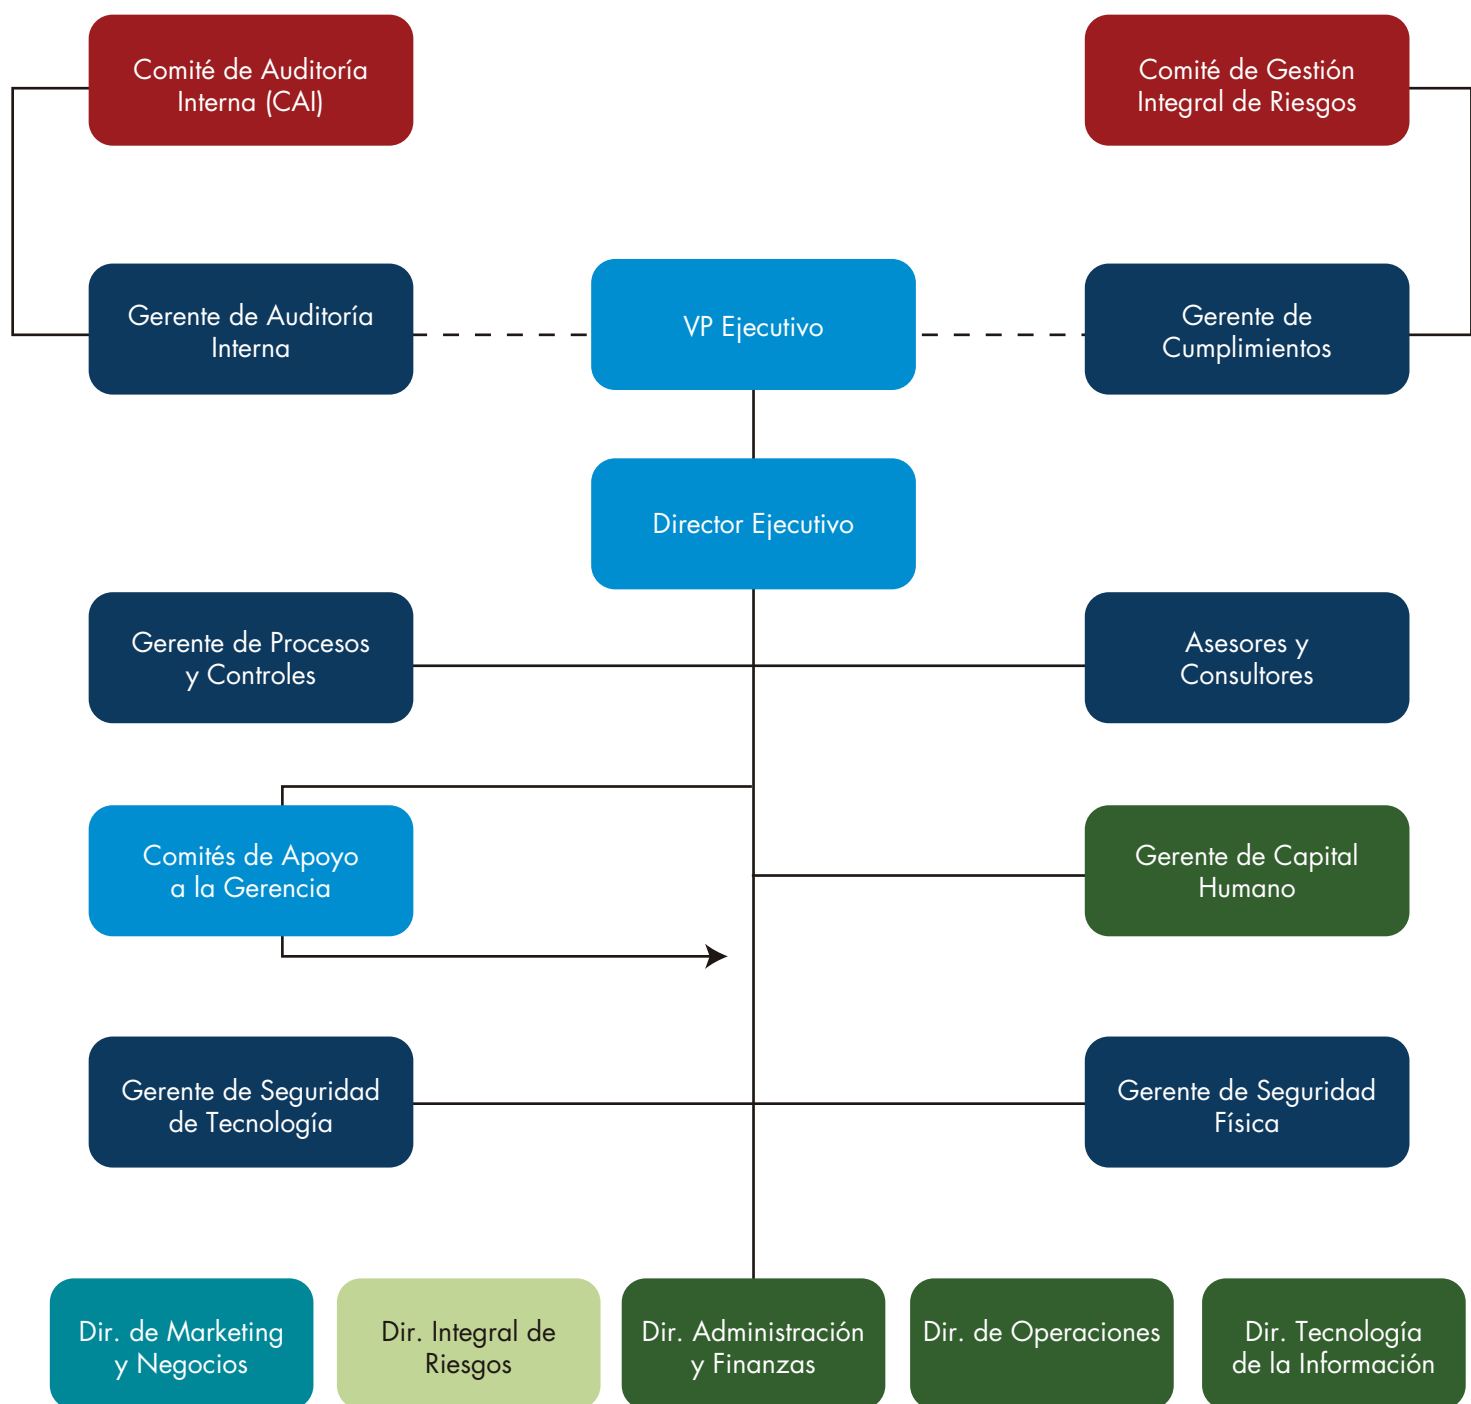 Comité de Auditoría
Interna (CAI)
Comité de Gestión
Integral de Riesgos
Gerente de Auditoría
Interna
VP Ejecutivo
Gerente de
Cumplimientos
Director Ejecutivo
Gerente de Procesos
y Controles
Asesores y
Consultores
Comités de Apoyo
a la Gerencia
Gerente de Capital
Humano
Gerente de Seguridad
de Tecnología
Gerente de Seguridad
Física
Dir. de Marketing
y Negocios
Dir. Integral de
Riesgos
Dir. Administración
y Finanzas
Dir. de Operaciones
Dir. Tecnología
de la Información